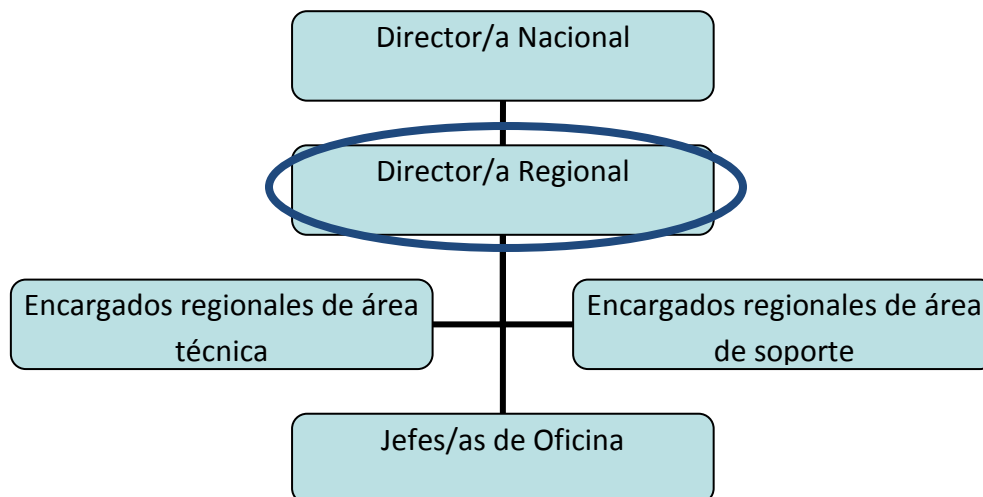 Director/a Nacional
Director/a Regional
Encargados regionales de área
técnica
Encargados regionales de área
de soporte
Jefes/as de Oficina